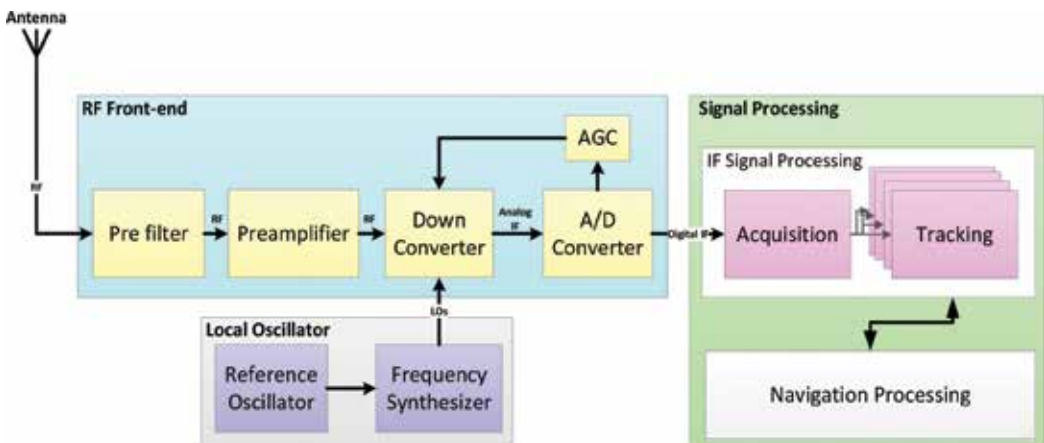 Antenna
RF Front-end
Signal Processing
AGC
IF Signal Processing
RF
Pre filter
RF
Preamplifier
RF
Down
Converter
Analog
IF
A/D
Converter
Digital IF
Acquisition
Tracking
LOs
Local Oscillator
Reference
Oscillator
Frequency
Synthesizer
Navigation Processing